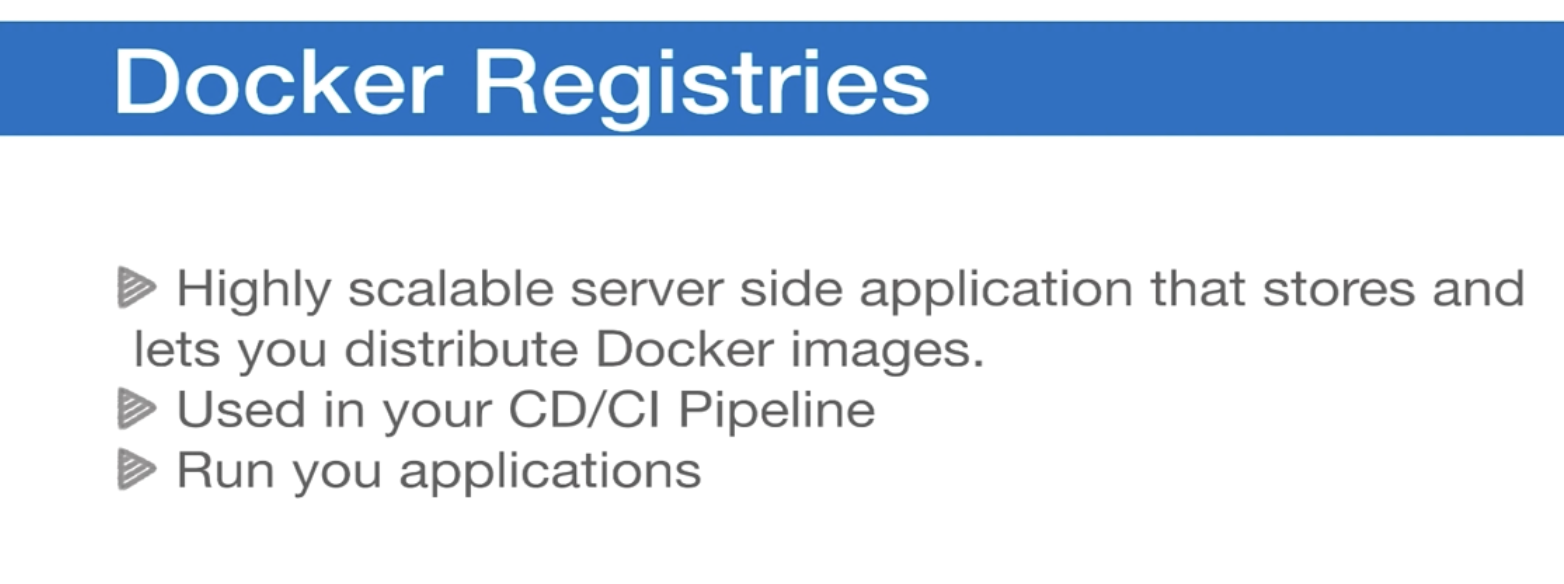 Docker Registries
Highly scalable server side application that stores and
lets you distribute Docker images.
Used in your CD/CI Pipeline
Run you applications